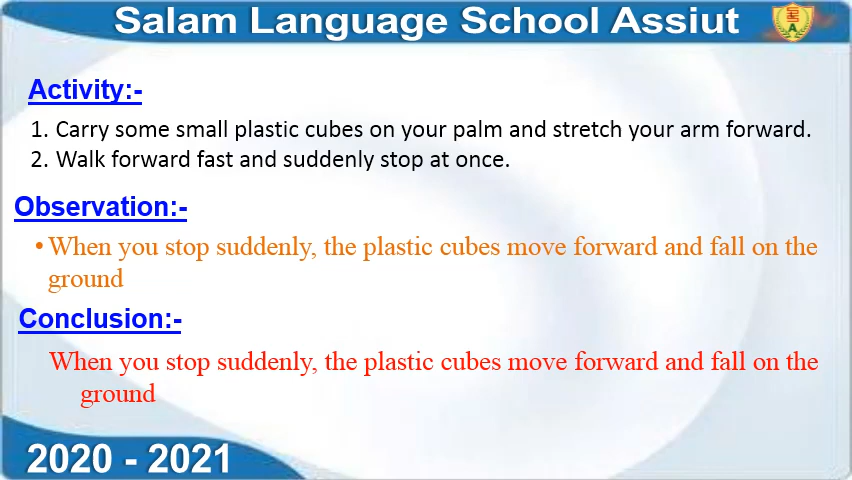 Salam Language School Assiut
A
Activity:-
1. Carry some small plastic cubes on your palm and stretch your arm forward.
2. Walk forward fast and suddenly stop at once.
Observation:-
• When you stop suddenly, the plastic cubes move forward and fall on the
ground
Conclusion:-
When you stop suddenly, the plastic cubes move forward and fall on the
ground
2020 - 2021